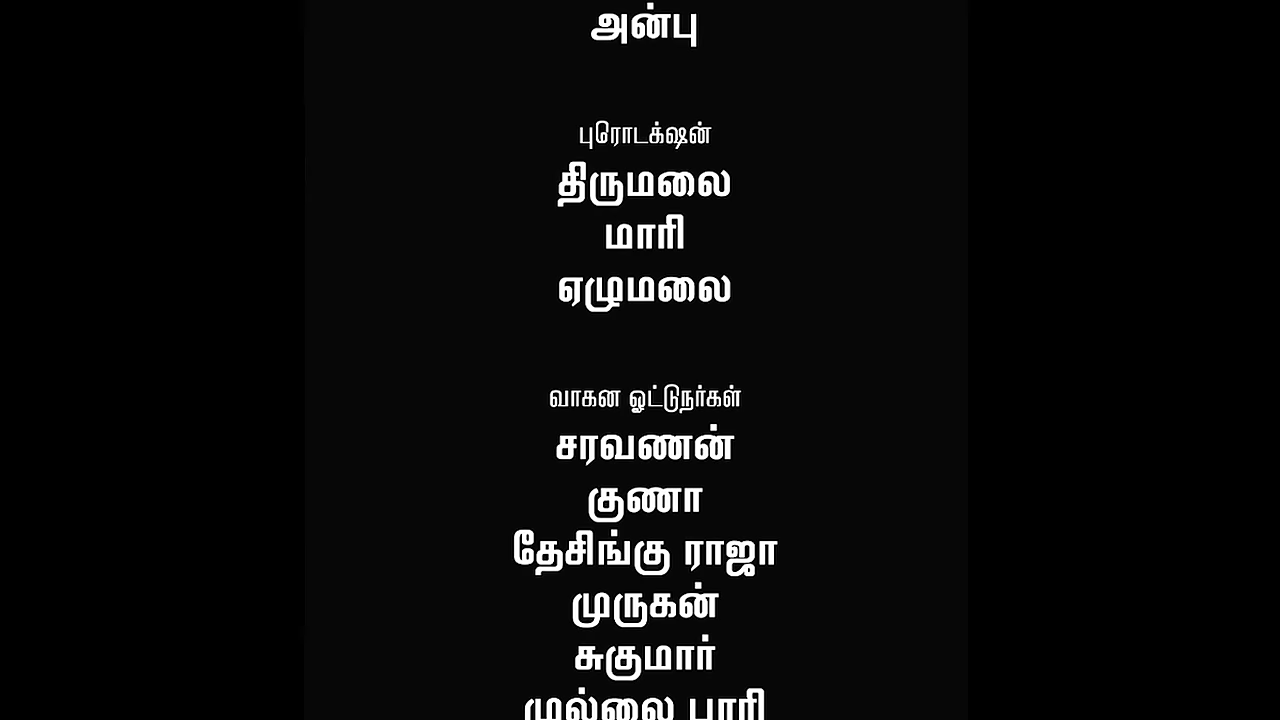 அன்பு
புரொடக்‌ஷன்
திருமலை
மாரி
ஏழுமலை
வாகன ஓட்டுநர்கள்
சரவணன்
குணா
தேசிங்கு ராஜா
முருகன்
சுகுமார்
முல்லை பாரி